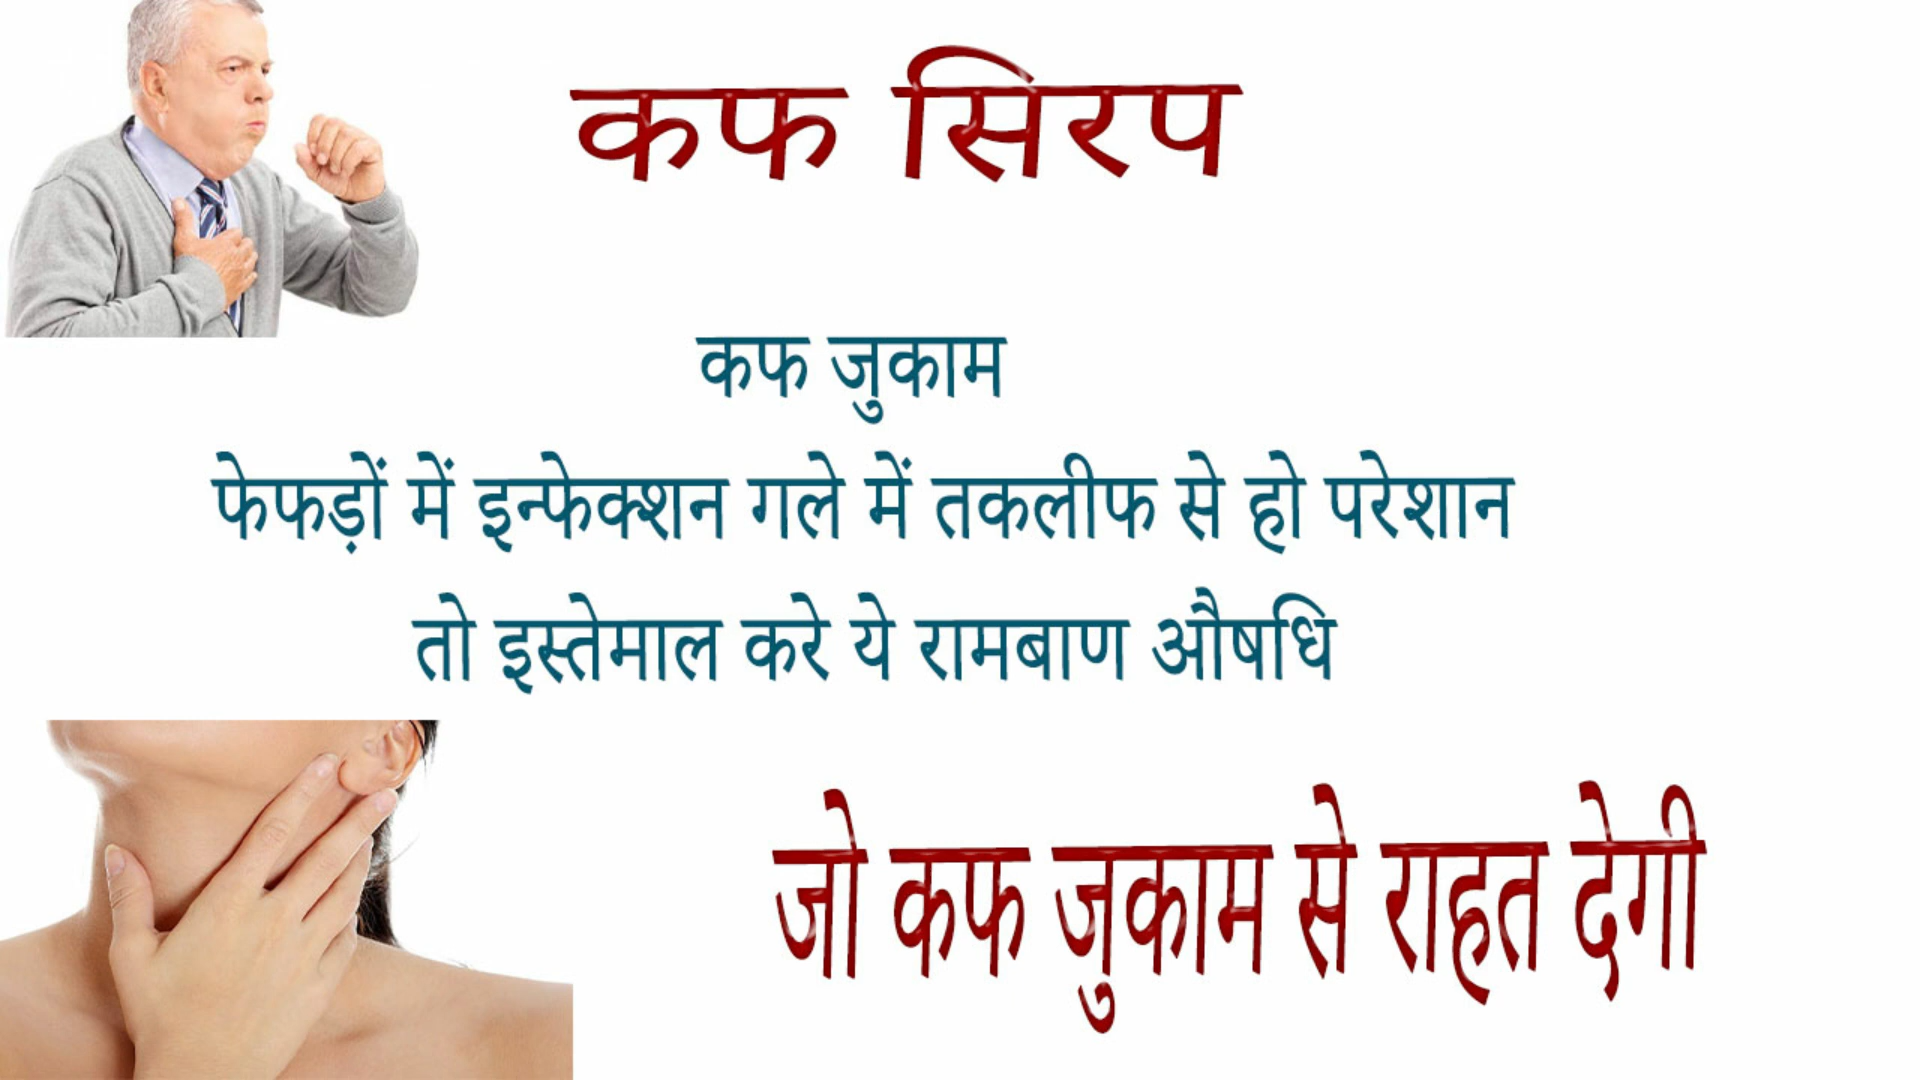 कफ सिरप
कफ जुकाम
फेफड़ों में इन्फेक्शन गले में तकलीफ से हो परेशान
तो इस्तेमाल करे ये रामबाण औषधि
जो कफ जुकाम से राहत देगी